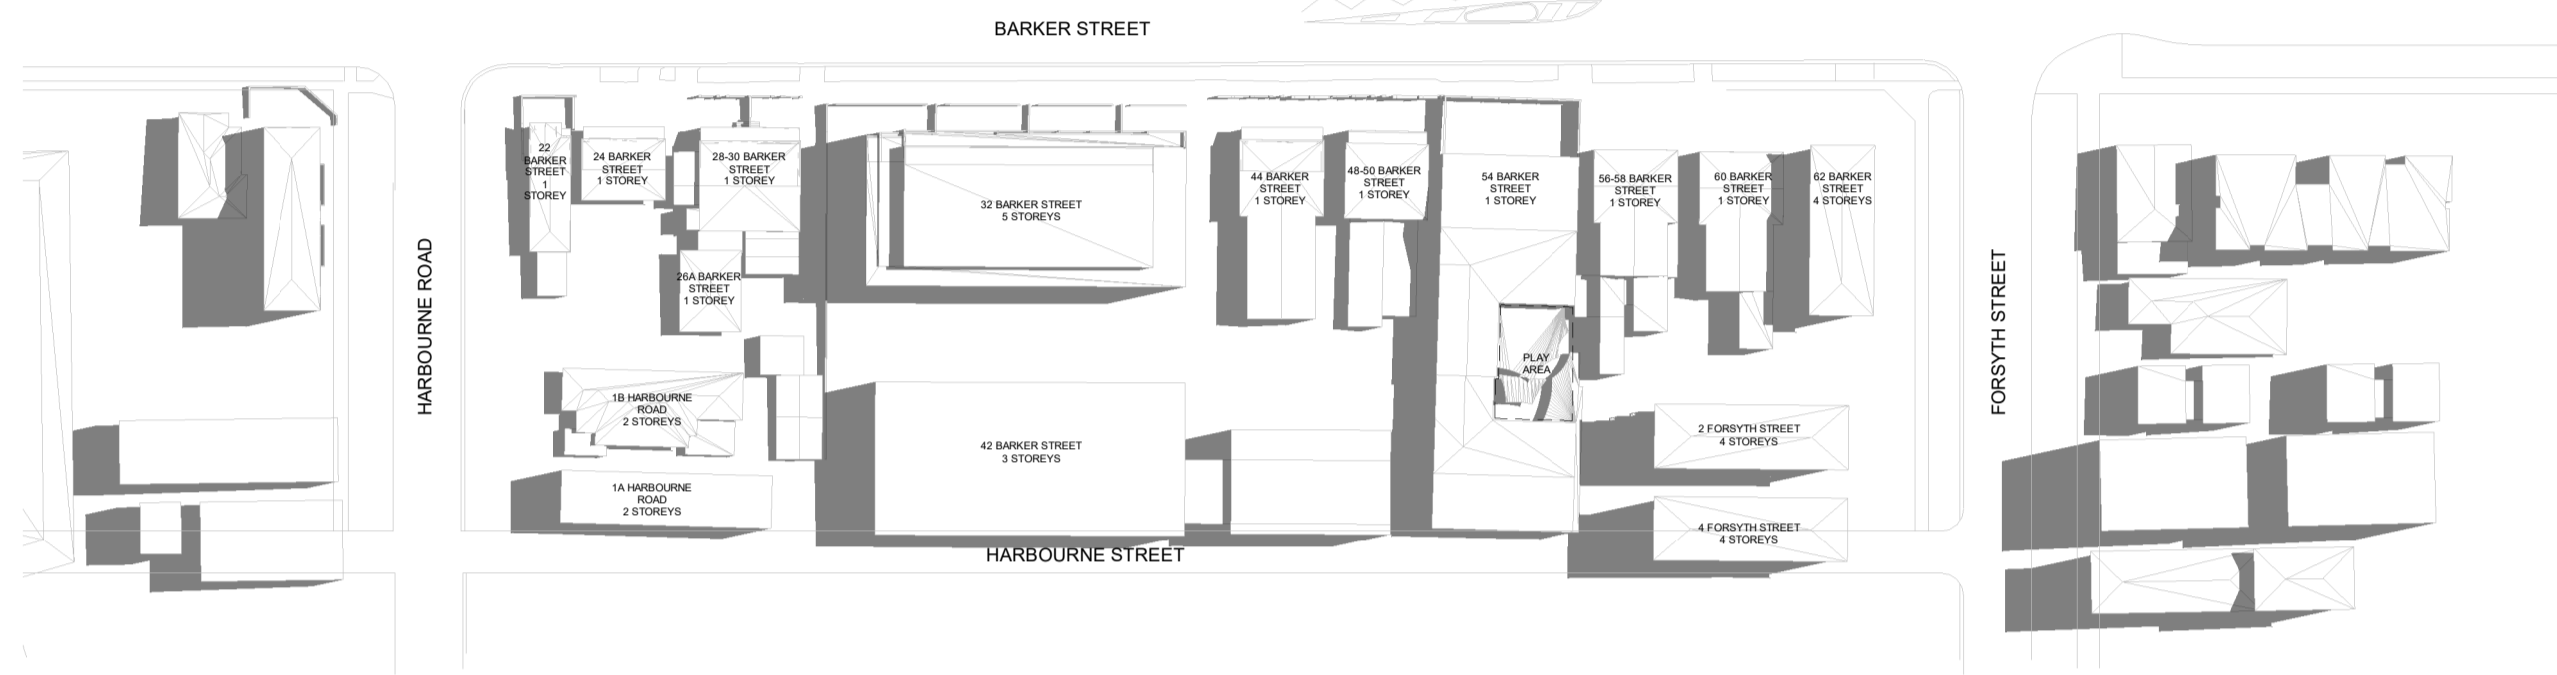 BARKER STREET
22
BARKER
STREET
1
STOREY
24 BARKER
STREET
1 STOREY
28-30 BARKER
STREET
1 STOREY
26A BARKER
STREET
1 STOREY
32 BARKER STREET
5 STOREYS
44 BARKER
STREET
1 STOREY
48-50 BARKER
STREET
1 STOREY
54 BARKER
STREET
1 STOREY
56-58 BARKER
STREET
1 STOREY
60 BARKER
STREET
1 STOREY
62 BARKER
STREET
4 STOREYS
HARBOURNE ROAD
FORSYTH STREET
PLAY
AREA
1B HARBOURNE
ROAD
2 STOREYS
42 BARKER STREET
3 STOREYS
2 FORSYTH STREET
4 STOREYS
1A HARBOURNE
ROAD
2 STOREYS
4 FORSYTH STREET
4 STOREYS
HARBOURNE STREET